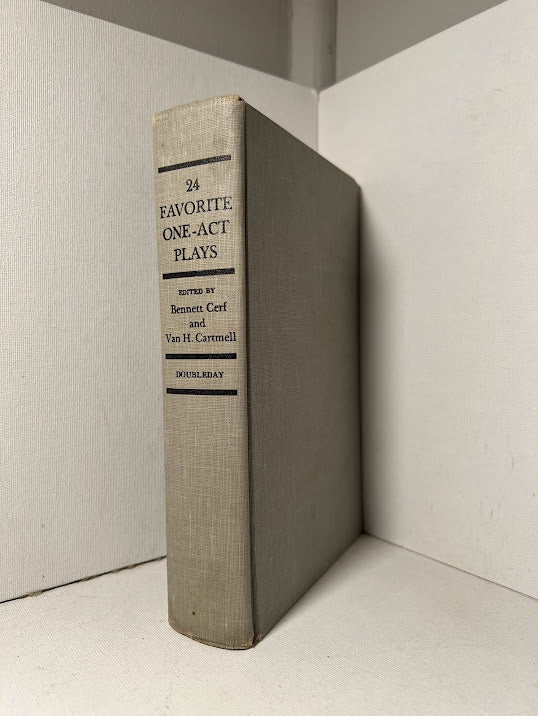 24
FAVORITE
ONE-ACT
PLAYS
EDITED BY
Bennett Cerf
and
Van H. Cartmell
DOUBLEDAY